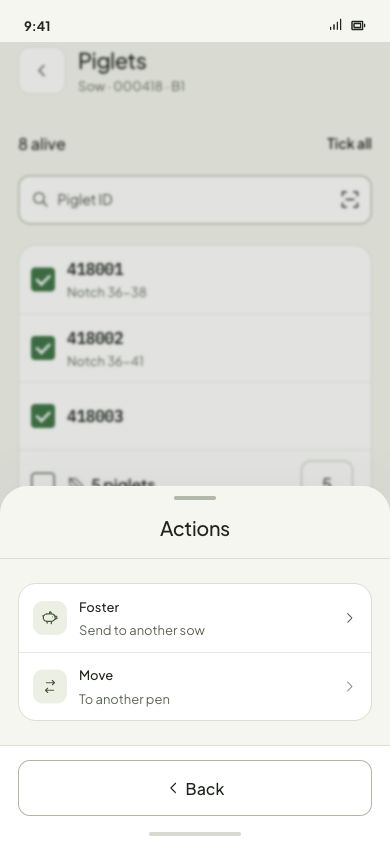 9:41
Piglets
Sow · 000418 · B1
8 alive
Tick all
Piglet ID
418001
Notch 36–38
418002
Notch 36–41
418003
5 piglets
5
Actions
Foster
Send to another sow
Move
To another pen
Back